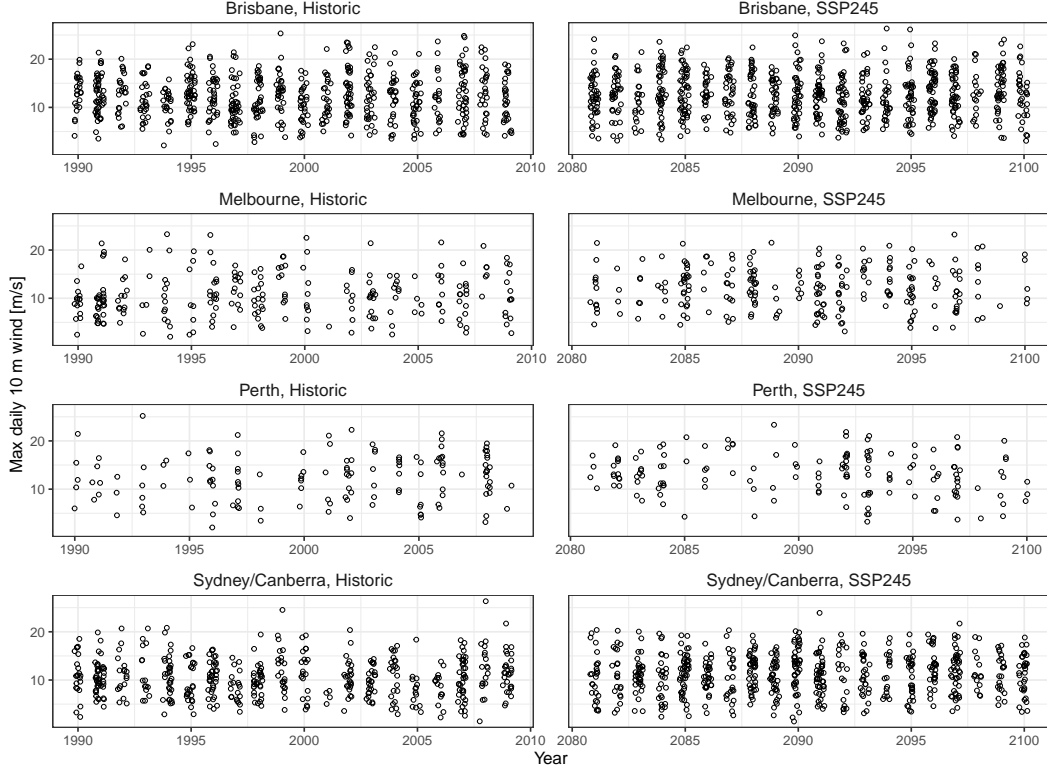 Brisbane, Historic
Brisbane, SSP245
20
10
1990 1995 2000 2005 2010
2080 2085 2090 2095 2100
Melbourne, Historic
Melbourne, SSP245
20
10
1990 1995 2000 2005 2010
2080 2085 2090 2095 2100
Perth, Historic
Perth, SSP245
20
10
1990 1995 2000 2005
2080 2085 2090 2095 2100
Sydney/Canberra, Historic
Sydney/Canberra, SSP245
20
10
1990 1995 2000 2005 2010
2080 2085 2090 2095 2100
Max daily 10 m wind [m/s]
Year